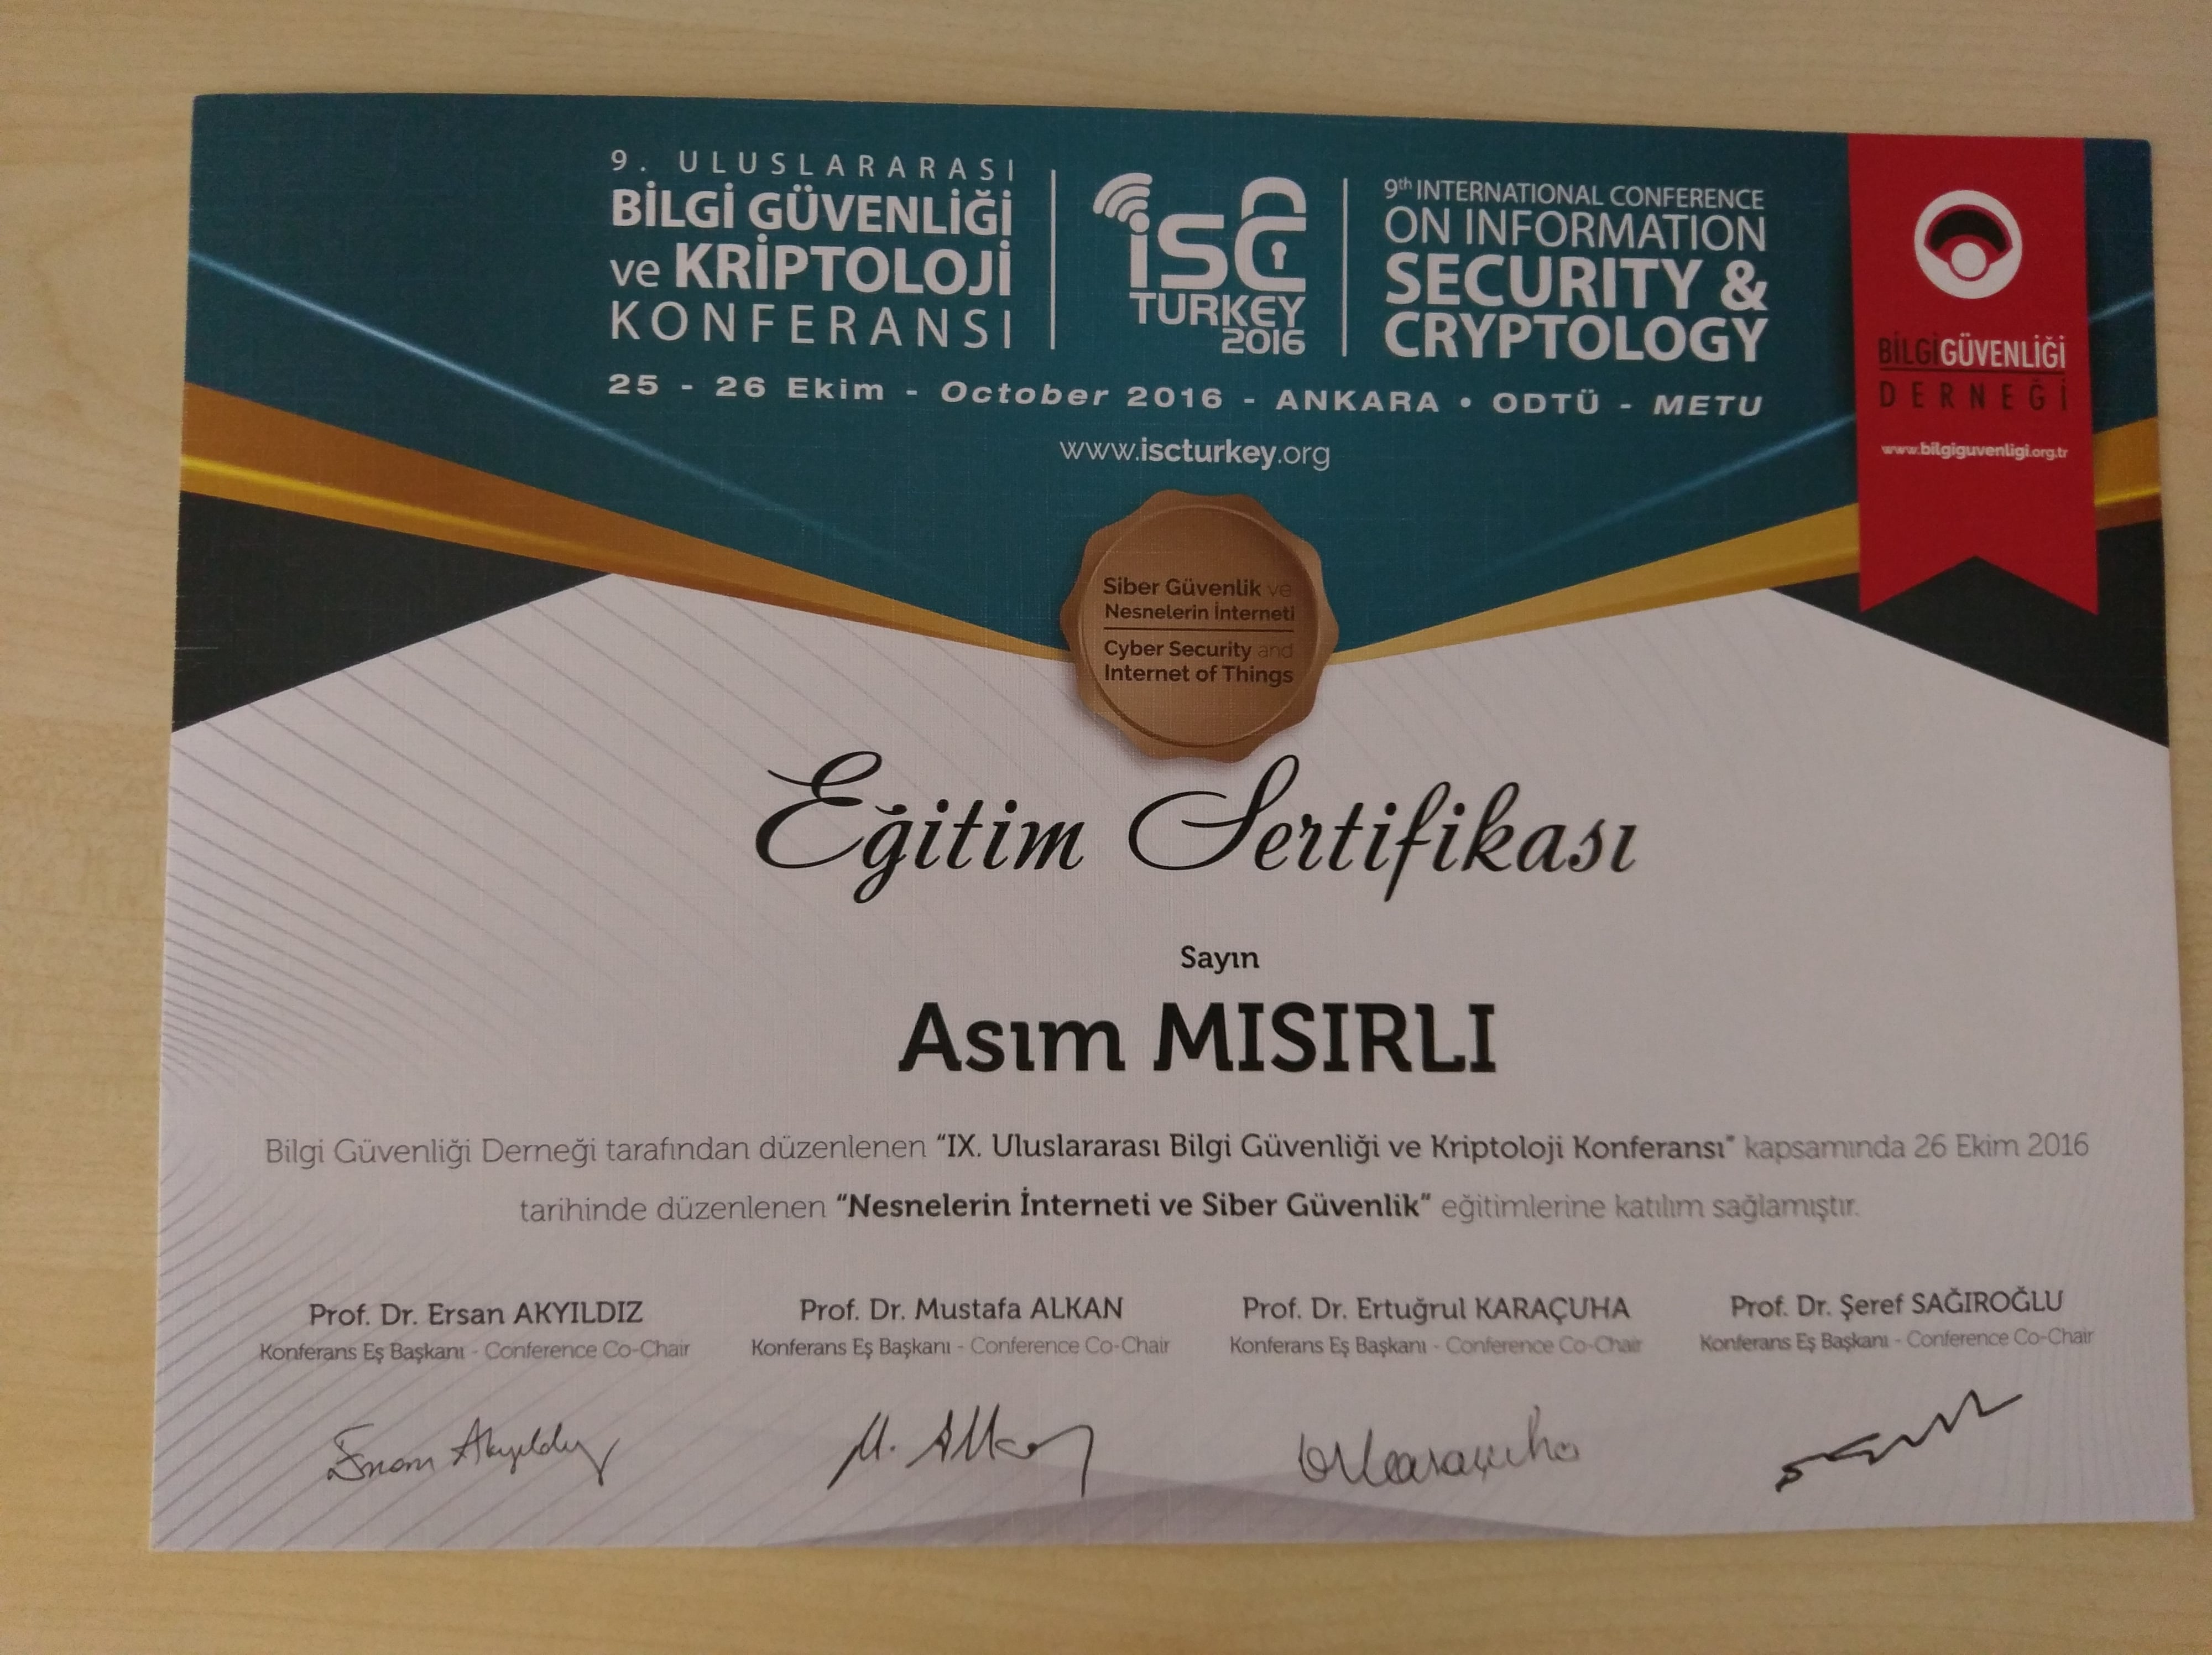 9. ULUSLARARASI
BİLGİ GÜVENLİĞİ
ve KRİPTOLOJİ
KONFERANSI
isc
TURKEY
2016
9th INTERNATIONAL CONFERENCE
ON INFORMATION
SECURITY &
CRYPTOLOGY
25 - 26 Ekim - October 2016 - ANKARA • ODTÜ - METU
www.iscturkey.org
BİLGİGÜVENLİĞİ
DERNEĞİ
www.bilgiguvenligi.org.tr
Siber Güvenlik ve
Nesnelerin İnterneti
Cyber Security and
Internet of Things
Eğitim Sertifikası
Sayın
Asım MISIRLI
Bilgi Güvenliği Derneği tarafından düzenlenen “IX. Uluslararası Bilgi Güvenliği ve Kriptoloji Konferansı” kapsamında 26 Ekim 2016
tarihinde düzenlenen “Nesnelerin İnterneti ve Siber Güvenlik” eğitimlerine katılım sağlamıştır.
Prof. Dr. Ersan AKYILDIZ
Konferans Eş Başkanı - Conference Co-Chair
Prof. Dr. Mustafa ALKAN
Konferans Eş Başkanı - Conference Co-Chair
Prof. Dr. Ertuğrul KARAÇUHA
Konferans Eş Başkanı - Conference Co-Chair
Prof. Dr. Şeref SAĞIROĞLU
Konferans Eş Başkanı - Conference Co-Chair